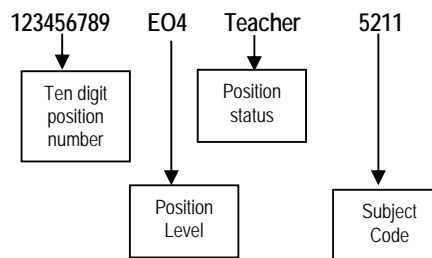 123456789 EO4 Teacher 5211
Ten digit
position
number
Position
status
Position
Level
Subject
Code